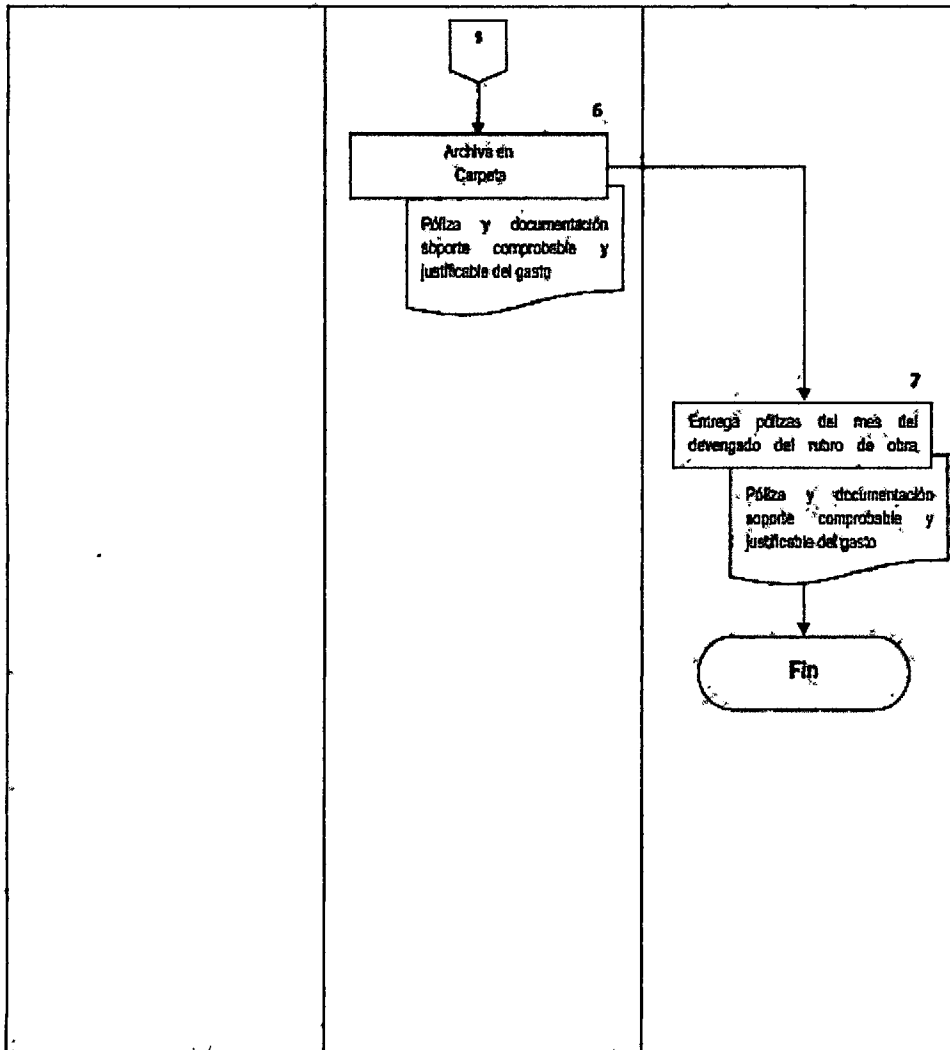 6
Archiva en
Carpeta
Póliza y documentación
soporte comprobable y
justificable del gasto
7
Entrega pólizas del mes del
devengado del rubro de obra
Póliza y documentación
soporte comprobable y
justificable del gasto
Fin